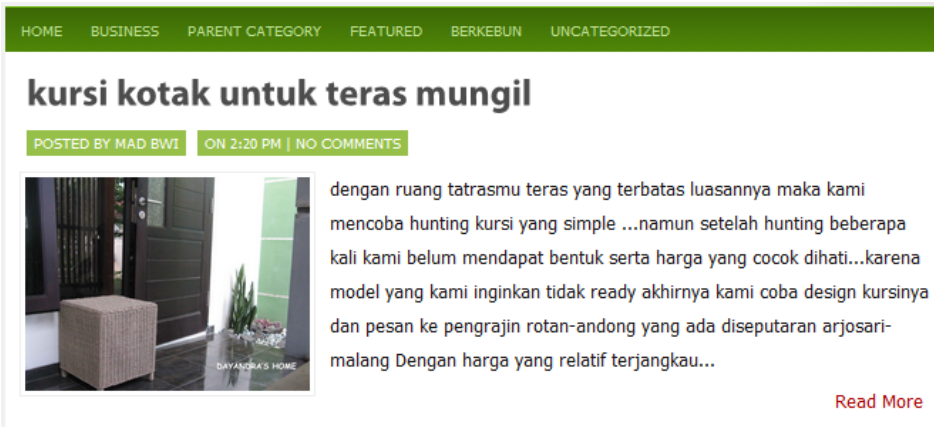 HOME BUSINESS PARENT CATEGORY FEATURED BERKEBUN UNCATEGORIZED
kursi kotak untuk teras mungil
POSTED BY MAD BWI ON 2:20 PM | NO COMMENTS
dengan ruang tatrasmu teras yang terbatas luasannya maka kami
mencoba hunting kursi yang simple ...namun setelah hunting beberapa
kali kami belum mendapat bentuk serta harga yang cocok dihati...karena
model yang kami inginkan tidak ready akhirnya kami coba design kursinya
dan pesan ke pengrajin rotan-andong yang ada diseputaran arjosari-
malang Dengan harga yang relatif terjangkau...
DAYANDRA'S HOME
Read More